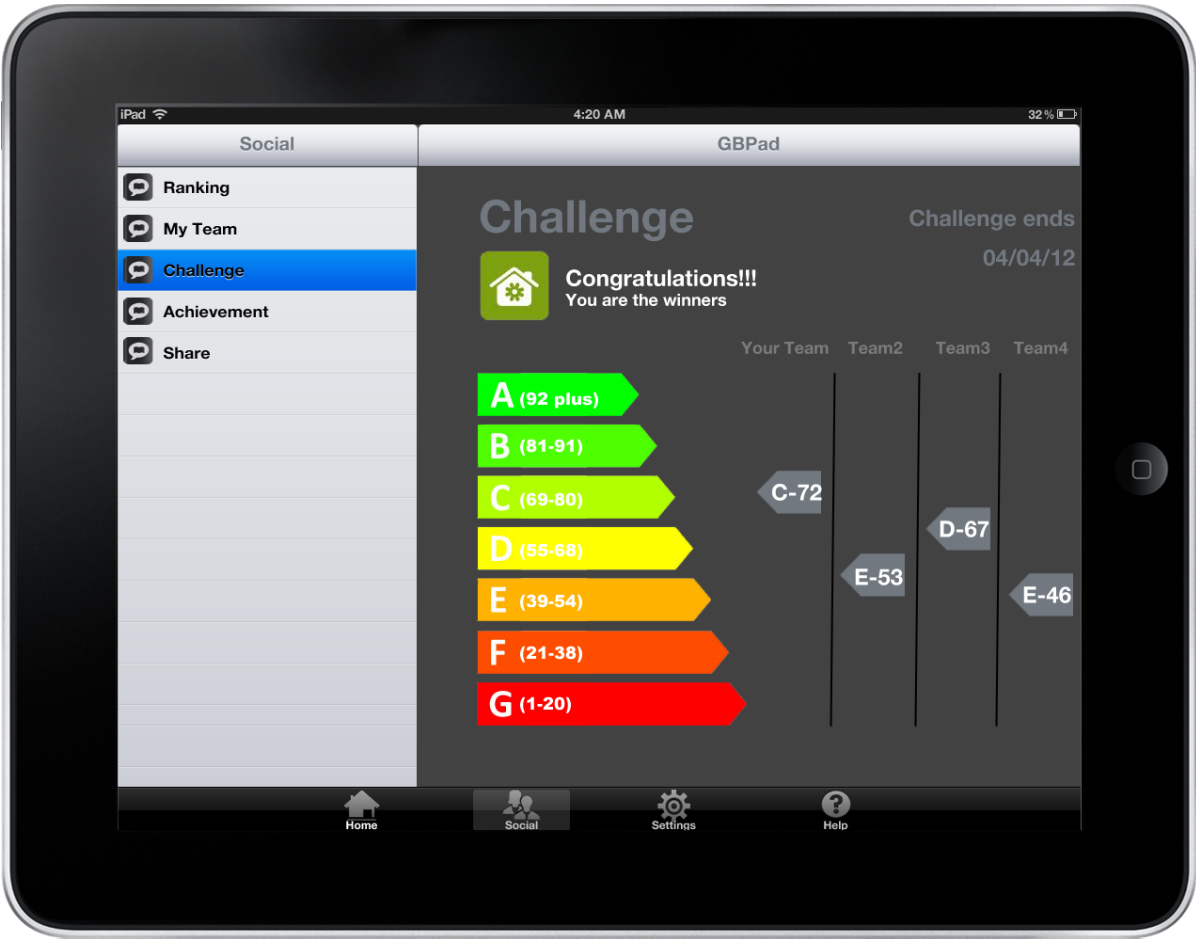 iPad 4:20 AM 32%
Social GBPad
Ranking
My Team
Challenge
Achievement
Share
Challenge
Challenge ends
04/04/12
Congratulations!!!
You are the winners
Your Team Team2 Team3 Team4
A (92 plus)
B (81-91)
C (69-80)
D (55-68)
E (39-54)
F (21-38)
G (1-20)
C-72
D-67
E-53
E-46
Home Social Settings Help